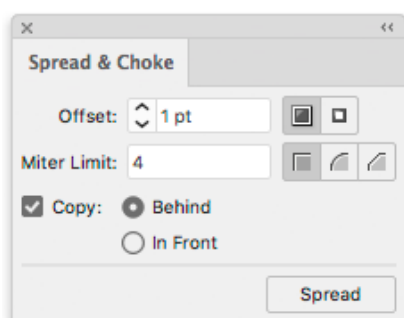 Spread & Choke
Offset: 1 pt
Miter Limit: 4
Copy: Behind
In Front
Spread